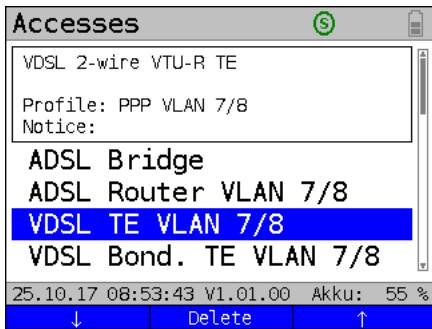 Accesses S
VDSL 2-wire VTU-R TE
Profile: PPP VLAN 7/8
Notice:
ADSL Bridge
ADSL Router VLAN 7/8
VDSL TE VLAN 7/8
VDSL Bond. TE VLAN 7/8
25.10.17 08:53:43 V1.01.00 Akku: 55 %
↓ Delete ↑